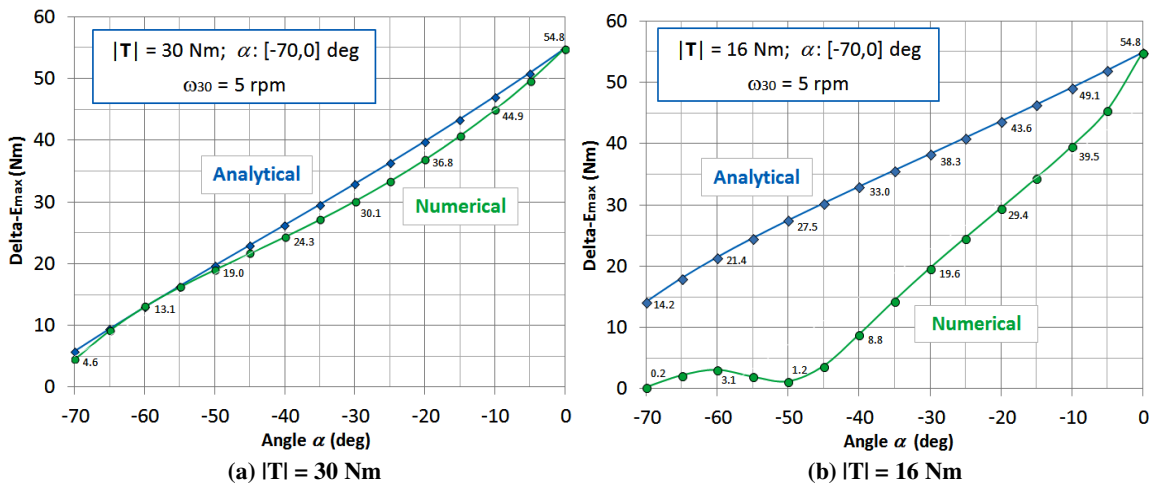 60
50
40
30
20
10
0
Delta-Emax (Nm)
|T| = 30 Nm; α: [-70,0] deg
ω30 = 5 rpm
54.8
44.9
36.8
30.1
24.3
19.0
13.1
4.6
Analytical
Numerical
-70 -60 -50 -40 -30 -20 -10 0
Angle α (deg)
(a) |T| = 30 Nm
60
50
40
30
20
10
0
Delta-Emax (Nm)
|T| = 16 Nm; α: [-70,0] deg
ω30 = 5 rpm
54.8
49.1
43.6
38.3
33.0
27.5
21.4
14.2
Analytical
39.5
29.4
19.6
8.8
1.2
3.1
0.2
Numerical
-70 -60 -50 -40 -30 -20 -10 0
Angle α (deg)
(b) |T| = 16 Nm